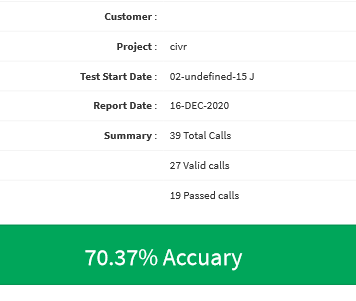 Customer :
Project : civr
Test Start Date : 02-undefined-15 J
Report Date : 16-DEC-2020
Summary : 39 Total Calls
27 Valid calls
19 Passed calls
70.37% Accuary